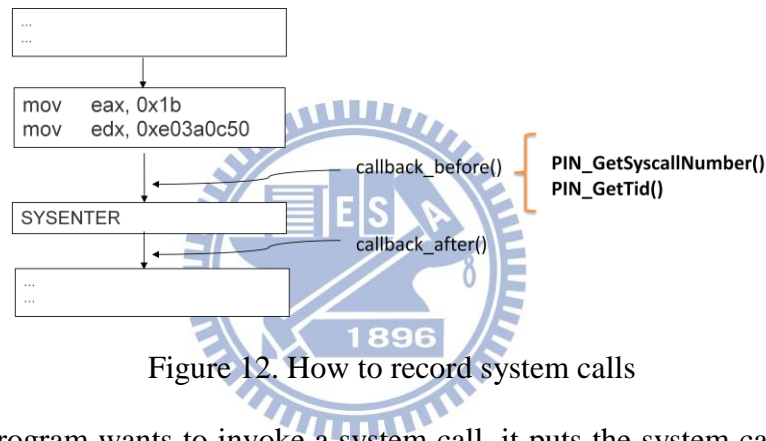 ...
...
mov eax, 0x1b
mov edx, 0xe03a0c50
callback_before()
PIN_GetSyscallNumber()
PIN_GetTid()
SYSENTER
callback_after()
...
...
ES
1896
Figure 12. How to record system calls
program wants to invoke a system call, it puts the system ca